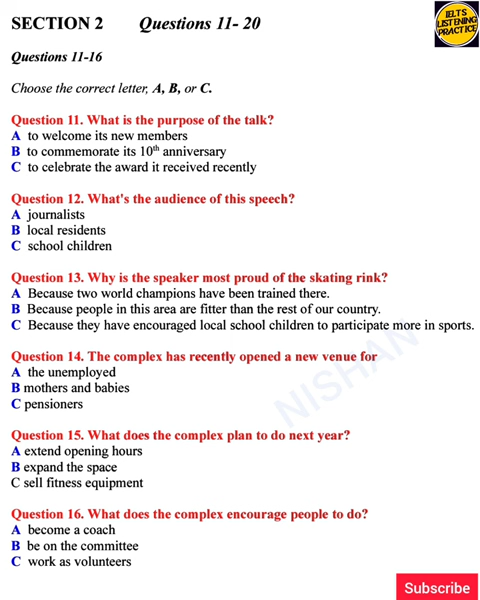 SECTION 2 Questions 11- 20
IELTS
LISTENING
PRACTICE
Questions 11-16
Choose the correct letter, A, B, or C.
Question 11. What is the purpose of the talk?
A to welcome its new members
B to commemorate its 10th anniversary
C to celebrate the award it received recently
Question 12. What's the audience of this speech?
A journalists
B local residents
C school children
Question 13. Why is the speaker most proud of the skating rink?
A Because two world champions have been trained there.
B Because people in this area are fitter than the rest of our country.
C Because they have encouraged local school children to participate more in sports.
Question 14. The complex has recently opened a new venue for
A the unemployed
B mothers and babies
C pensioners
NISHAN
Question 15. What does the complex plan to do next year?
A extend opening hours
B expand the space
C sell fitness equipment
Question 16. What does the complex encourage people to do?
A become a coach
B be on the committee
C work as volunteers
Subscribe